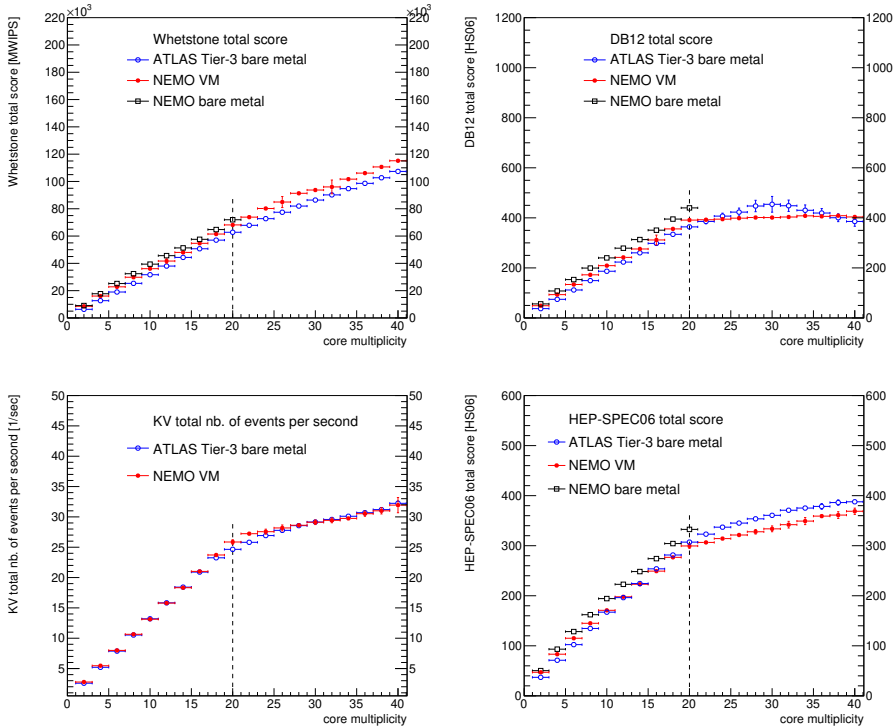 ×10³ ×10³
220 220
200 200
180 180
160 160
140 140
120 120
100 100
80 80
60 60
40 40
20 20
0 0
0 5 10 15 20 25 30 35 40
core multiplicity
Whetstone total score [MWIPS]
Whetstone total score
ATLAS Tier-3 bare metal
NEMO VM
NEMO bare metal
1200 1200
1000 1000
800 800
600 600
400 400
200 200
0 0
0 5 10 15 20 25 30 35 40
core multiplicity
DB12 total score [HS06]
DB12 total score
ATLAS Tier-3 bare metal
NEMO VM
NEMO bare metal
50 50
45 45
40 40
35 35
30 30
25 25
20 20
15 15
10 10
5 5
0 5 10 15 20 25 30 35 40
core multiplicity
KV total nb. of events per second [1/sec]
KV total nb. of events per second
ATLAS Tier-3 bare metal
NEMO VM
600 600
500 500
400 400
300 300
200 200
100 100
0 0
0 5 10 15 20 25 30 35 40
core multiplicity
HEP-SPEC06 total score [HS06]
HEP-SPEC06 total score
ATLAS Tier-3 bare metal
NEMO VM
NEMO bare metal